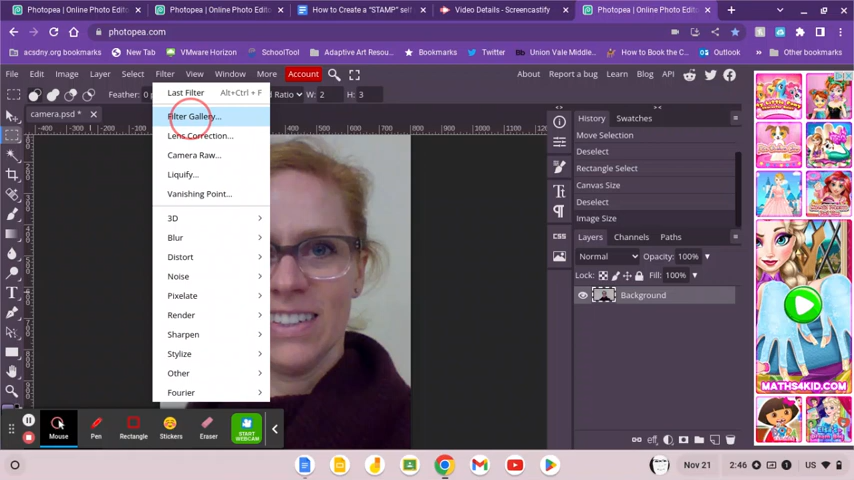 Photopea | Online Photo Editor
Photopea | Online Photo Editor
How to Create a “STAMP” self
Video Details - Screencastify
Photopea | Online Photo Editor
photopea.com
acsdny.org bookmarks
New Tab
VMware Horizon
SchoolTool
Adaptive Art Resour...
Bookmarks
Twitter
Union Vale Middle...
How to Book the C...
Outlook
Other bookmarks
File Edit Image Layer Select Filter View Window More Account
About Report a bug Learn Blog API
Feather: 0
Ratio W: 2 H: 3
camera.psd *
Last Filter Alt+Ctrl + F
Filter Gallery...
Lens Correction...
Camera Raw...
Liquify...
Vanishing Point...
3D
Blur
Distort
Noise
Pixelate
Render
Sharpen
Stylize
Other
Fourier
History Swatches
Move Selection
Deselect
Rectangle Select
Canvas Size
Deselect
Image Size
Layers Channels Paths
Normal Opacity: 100%
Lock: Fill: 100%
Background
CSS
MATHS4KID.COM
Mouse
Pen
Rectangle
Stickers
Eraser
START WEBCAM
Nov 21 2:46 US